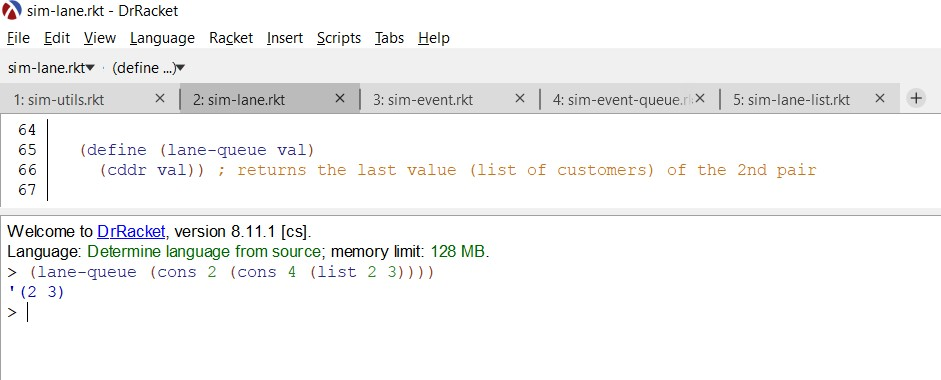 sim-lane.rkt - DrRacket
File Edit View Language Racket Insert Scripts Tabs Help
sim-lane.rkt▾ · (define ...)▾
1: sim-utils.rkt × 2: sim-lane.rkt × 3: sim-event.rkt × 4: sim-event-queue.rk × 5: sim-lane-list.rkt × +
64
65 (define (lane-queue val)
66 (cddr val)) ; returns the last value (list of customers) of the 2nd pair
67
Welcome to DrRacket, version 8.11.1 [cs].
Language: Determine language from source; memory limit: 128 MB.
> (lane-queue (cons 2 (cons 4 (list 2 3))))
'(2 3)
>